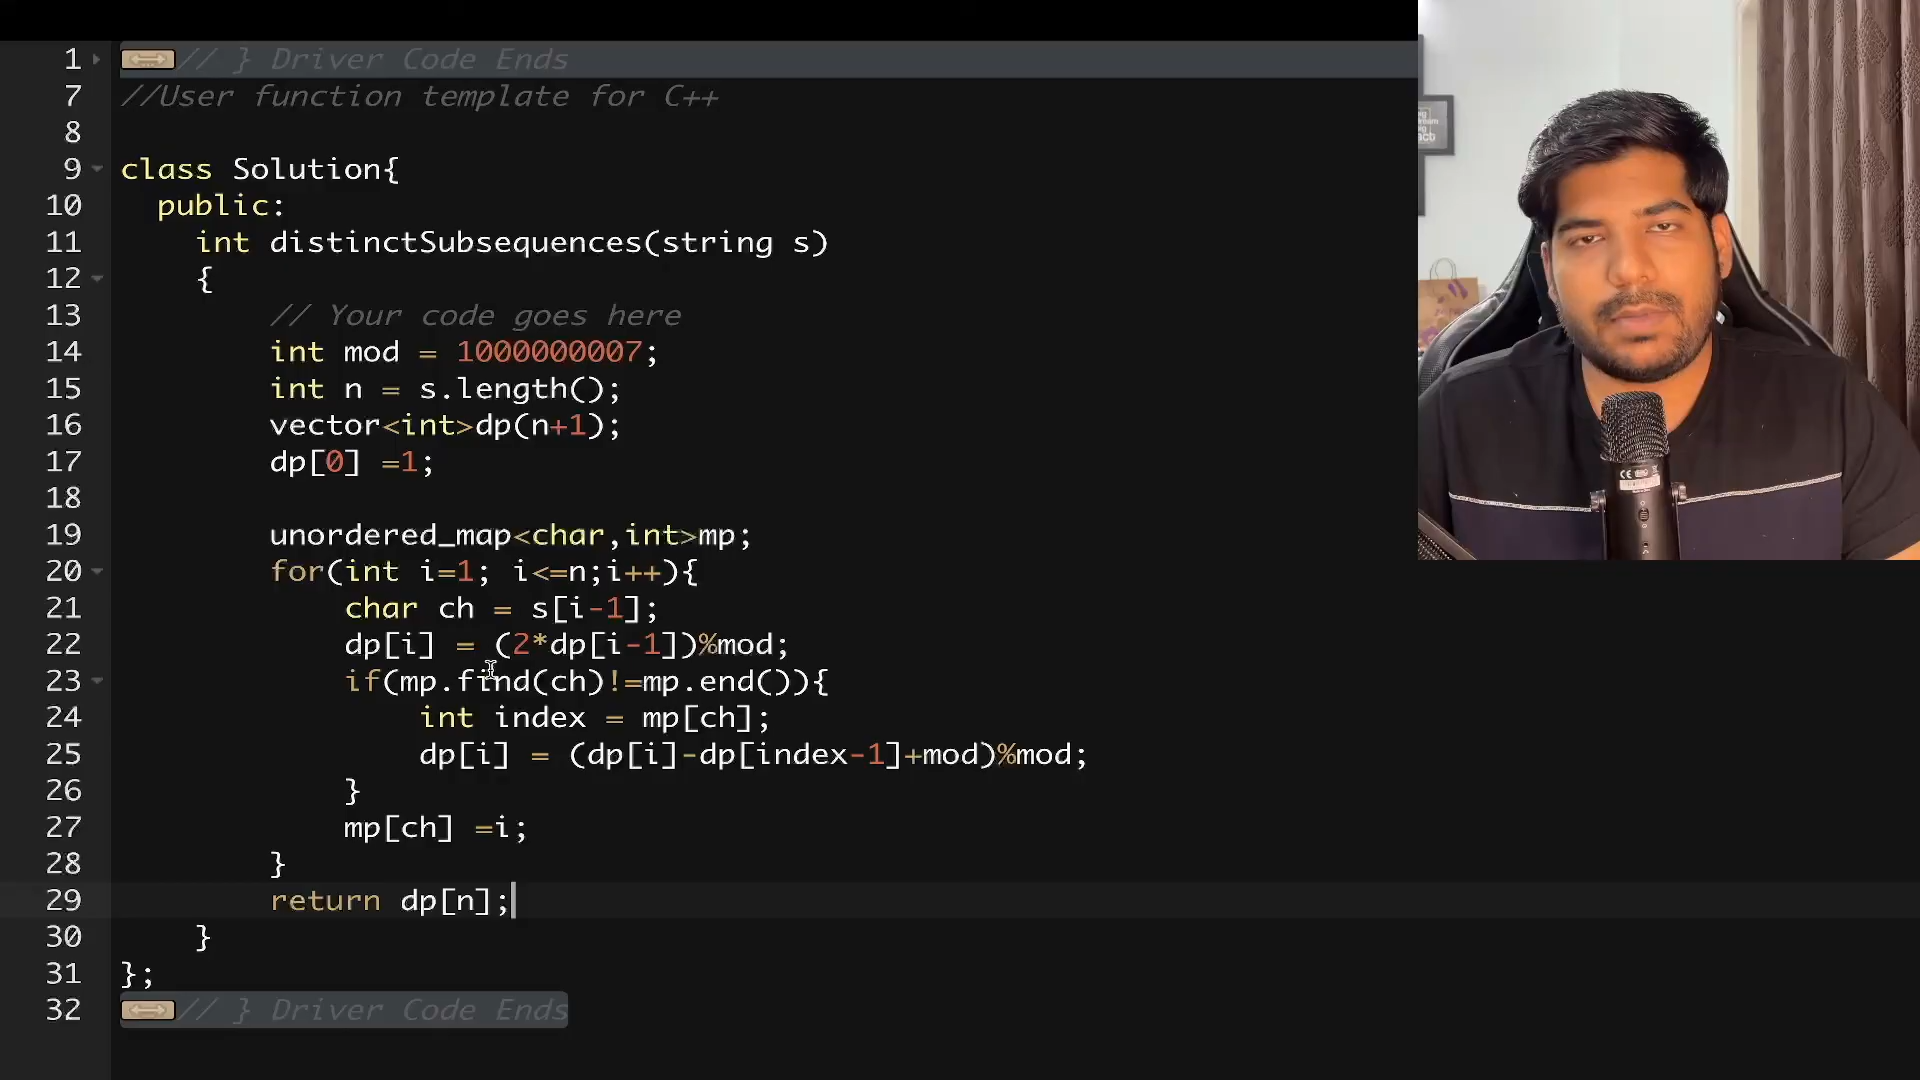 1 // } Driver Code Ends
7 //User function template for C++
8
9 class Solution{
10 public:
11 int distinctSubsequences(string s)
12 {
13 // Your code goes here
14 int mod = 1000000007;
15 int n = s.length();
16 vector<int>dp(n+1);
17 dp[0] =1;
18
19 unordered_map<char,int>mp;
20 for(int i=1; i<=n;i++){
21 char ch = s[i-1];
22 dp[i] = (2*dp[i-1])%mod;
23 if(mp.find(ch)!=mp.end()){
24 int index = mp[ch];
25 dp[i] = (dp[i]-dp[index-1]+mod)%mod;
26 }
27 mp[ch] =i;
28 }
29 return dp[n];
30 }
31 };
32 // } Driver Code Ends